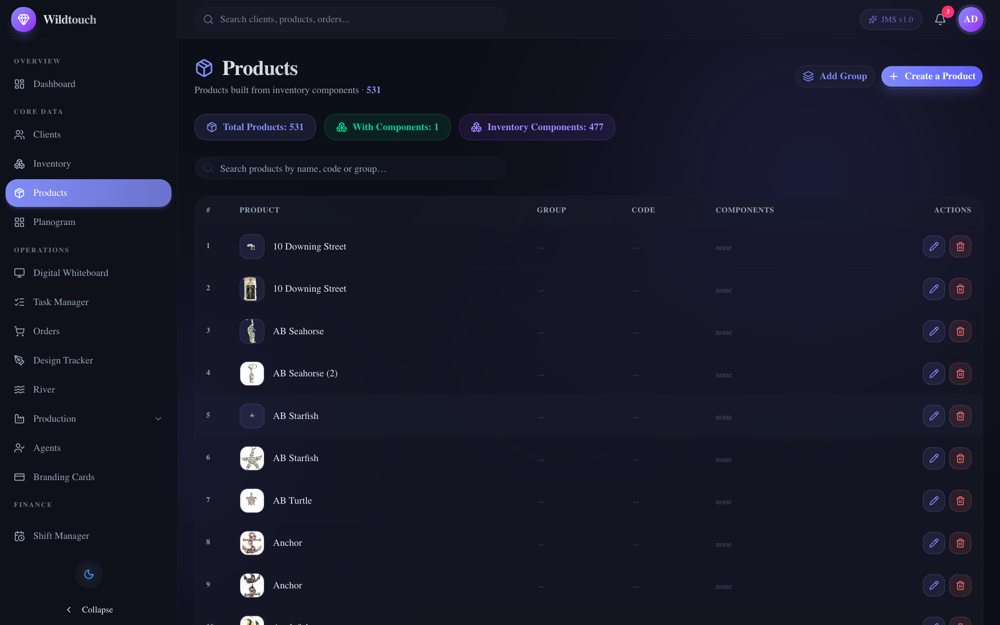 Wildtouch
Search clients, products, orders...
JMS v1.0
3
AD
OVERVIEW
Dashboard
CORE DATA
Clients
Inventory
Products
Planogram
OPERATIONS
Digital Whiteboard
Task Manager
Orders
Design Tracker
River
Production
Agents
Branding Cards
FINANCE
Shift Manager
Collapse
Products
Products built from inventory components · 531
Add Group
Create a Product
Total Products: 531
With Components: 1
Inventory Components: 477
Search products by name, code or group…
# PRODUCT GROUP CODE COMPONENTS ACTIONS
1 10 Downing Street — — none
2 10 Downing Street — — none
3 AB Seahorse — — none
4 AB Seahorse (2) — — none
5 AB Starfish — — none
6 AB Starfish — — none
7 AB Turtle — — none
8 Anchor — — none
9 Anchor — — none